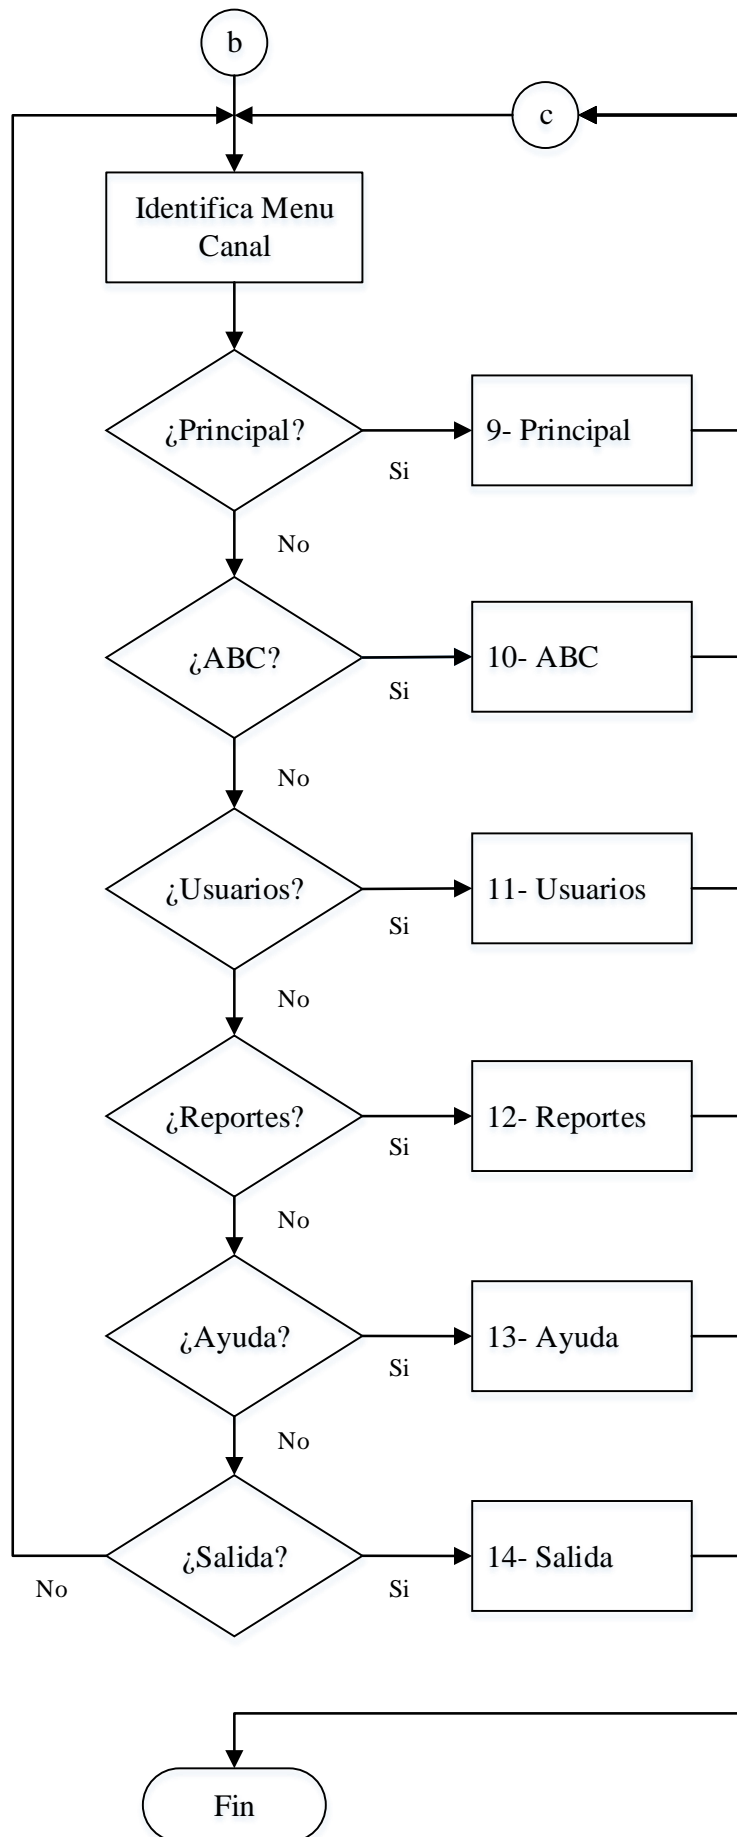 b
c
Identifica Menu
Canal
¿Principal?
Si
9- Principal
No
¿ABC?
Si
10- ABC
No
¿Usuarios?
Si
11- Usuarios
No
¿Reportes?
Si
12- Reportes
No
¿Ayuda?
Si
13- Ayuda
No
¿Salida?
No
Si
14- Salida
Fin